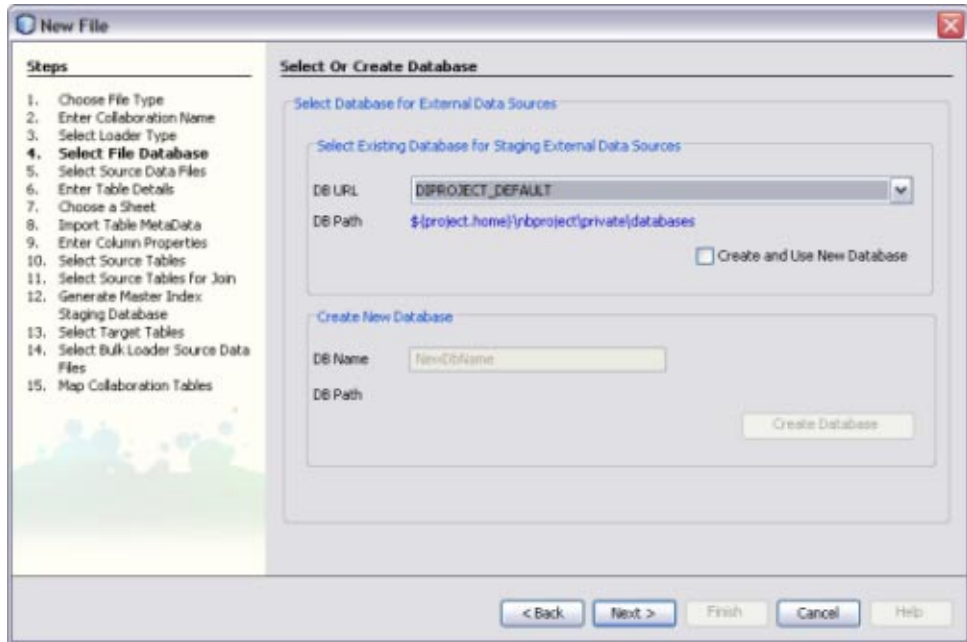 New File
Steps
1. Choose File Type
2. Enter Collaboration Name
3. Select Loader Type
4. Select File Database
5. Select Source Data Files
6. Enter Table Details
7. Choose a Sheet
8. Import Table MetaData
9. Enter Column Properties
10. Select Source Tables
11. Select Source Tables for Join
12. Generate Master Index
Staging Database
13. Select Target Tables
14. Select Bulk Loader Source Data
Files
15. Map Collaboration Tables
Select Or Create Database
Select Database for External Data Sources
Select Existing Database for Staging External Data Sources
DB URL DIPROJECT_DEFAULT
DB Path ${project.home}\nbproject\private\databases
Create and Use New Database
Create New Database
DB Name NewDbName
DB Path
Create Database
< Back Next > Finish Cancel Help